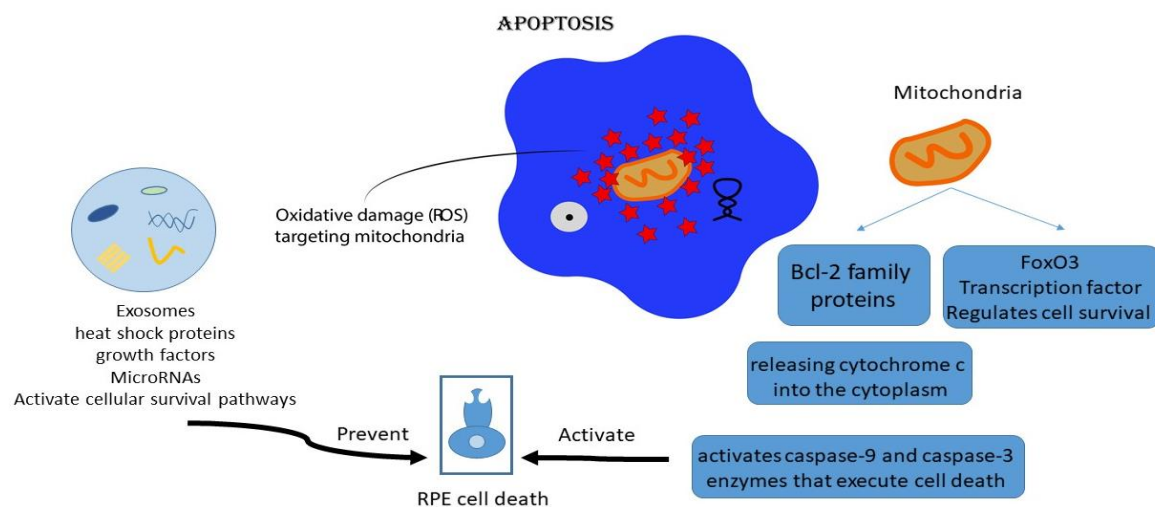 APOPTOSIS
Mitochondria
Oxidative damage (ROS)
targeting mitochondria
Bcl-2 family
proteins
FoxO3
Transcription factor
Regulates cell survival
Exosomes
heat shock proteins
growth factors
MicroRNAs
Activate cellular survival pathways
releasing cytochrome c
into the cytoplasm
Prevent
Activate
RPE cell death
activates caspase-9 and caspase-3
enzymes that execute cell death